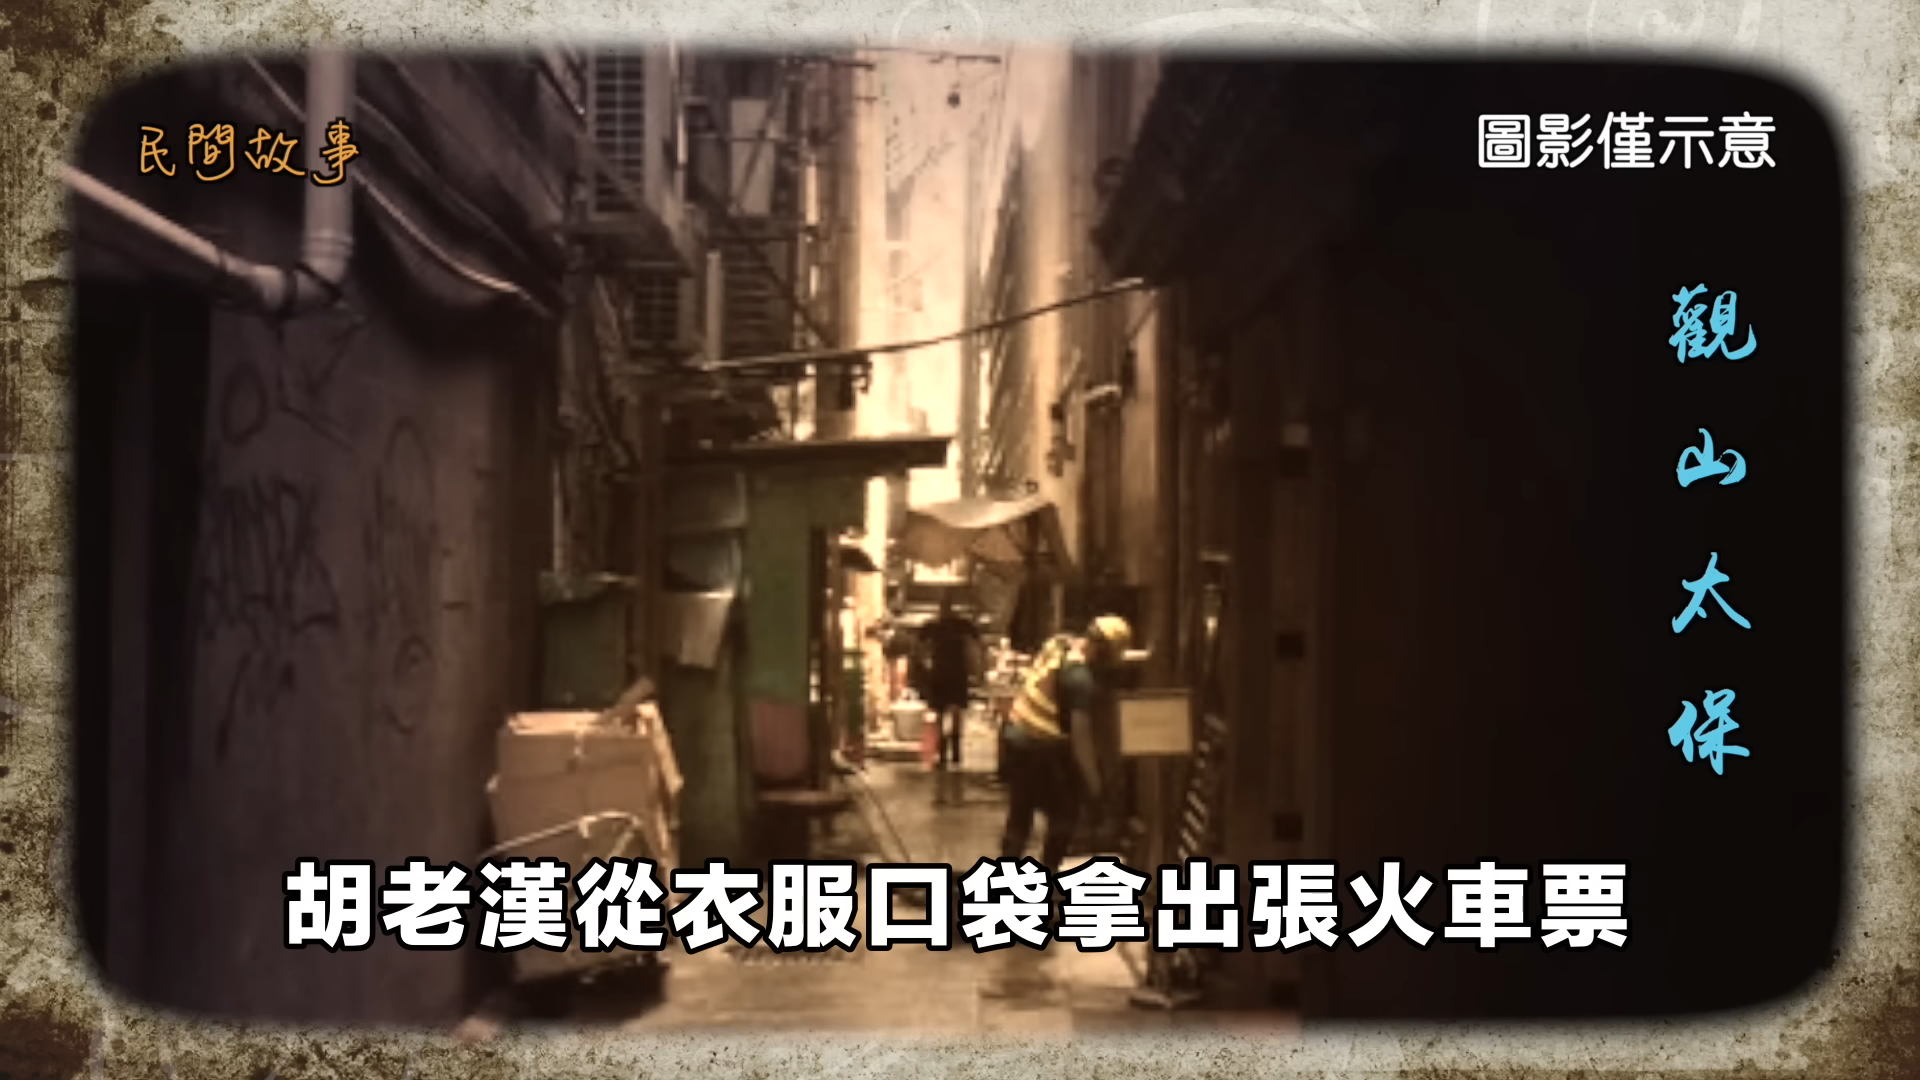 民間故事
圖影僅示意
觀山太保
胡老漢從衣服口袋拿出張火車票